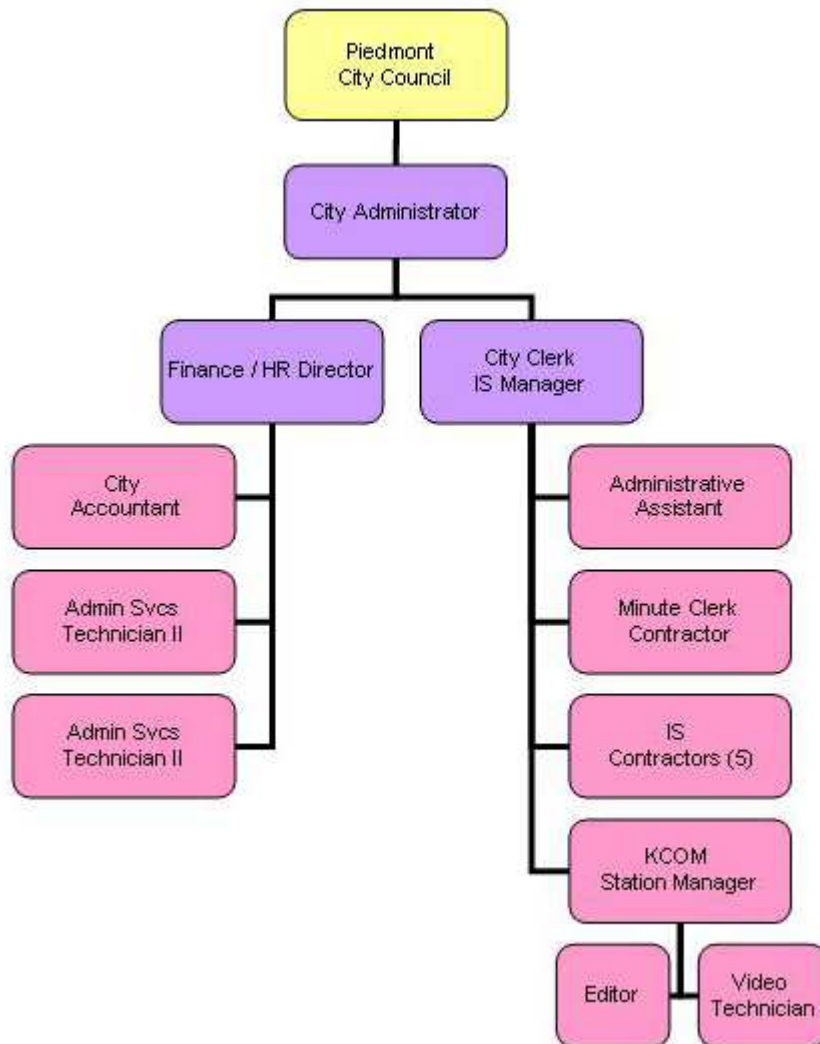 Piedmont
City Council
City Administrator
Finance / HR Director
City Clerk
IS Manager
City
Accountant
Administrative
Assistant
Admin Svcs
Technician II
Minute Clerk
Contractor
Admin Svcs
Technician II
IS
Contractors (5)
KCOM
Station Manager
Editor
Video
Technician